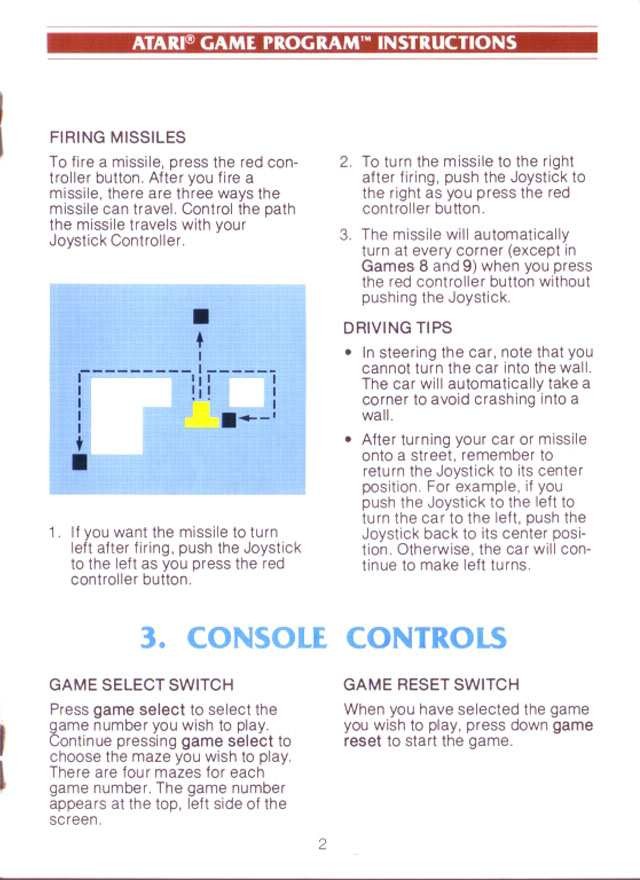 ATARI® GAME PROGRAM™ INSTRUCTIONS
FIRING MISSILES
To fire a missile, press the red con-
troller button. After you fire a
missile, there are three ways the
missile can travel. Control the path
the missile travels with your
Joystick Controller.
1. If you want the missile to turn
left after firing, push the Joystick
to the left as you press the red
controller button.
2. To turn the missile to the right
after firing, push the Joystick to
the right as you press the red
controller button.
3. The missile will automatically
turn at every corner (except in
Games 8 and 9) when you press
the red controller button without
pushing the Joystick.
DRIVING TIPS
• In steering the car, note that you
cannot turn the car into the wall.
The car will automatically take a
corner to avoid crashing into a
wall.
• After turning your car or missile
onto a street, remember to
return the Joystick to its center
position. For example, if you
push the Joystick to the left to
turn the car to the left, push the
Joystick back to its center posi-
tion. Otherwise, the car will con-
tinue to make left turns.
3. CONSOLE CONTROLS
GAME SELECT SWITCH
Press game select to select the
game number you wish to play.
Continue pressing game select to
choose the maze you wish to play.
There are four mazes for each
game number. The game number
appears at the top, left side of the
screen.
GAME RESET SWITCH
When you have selected the game
you wish to play, press down game
reset to start the game.
2